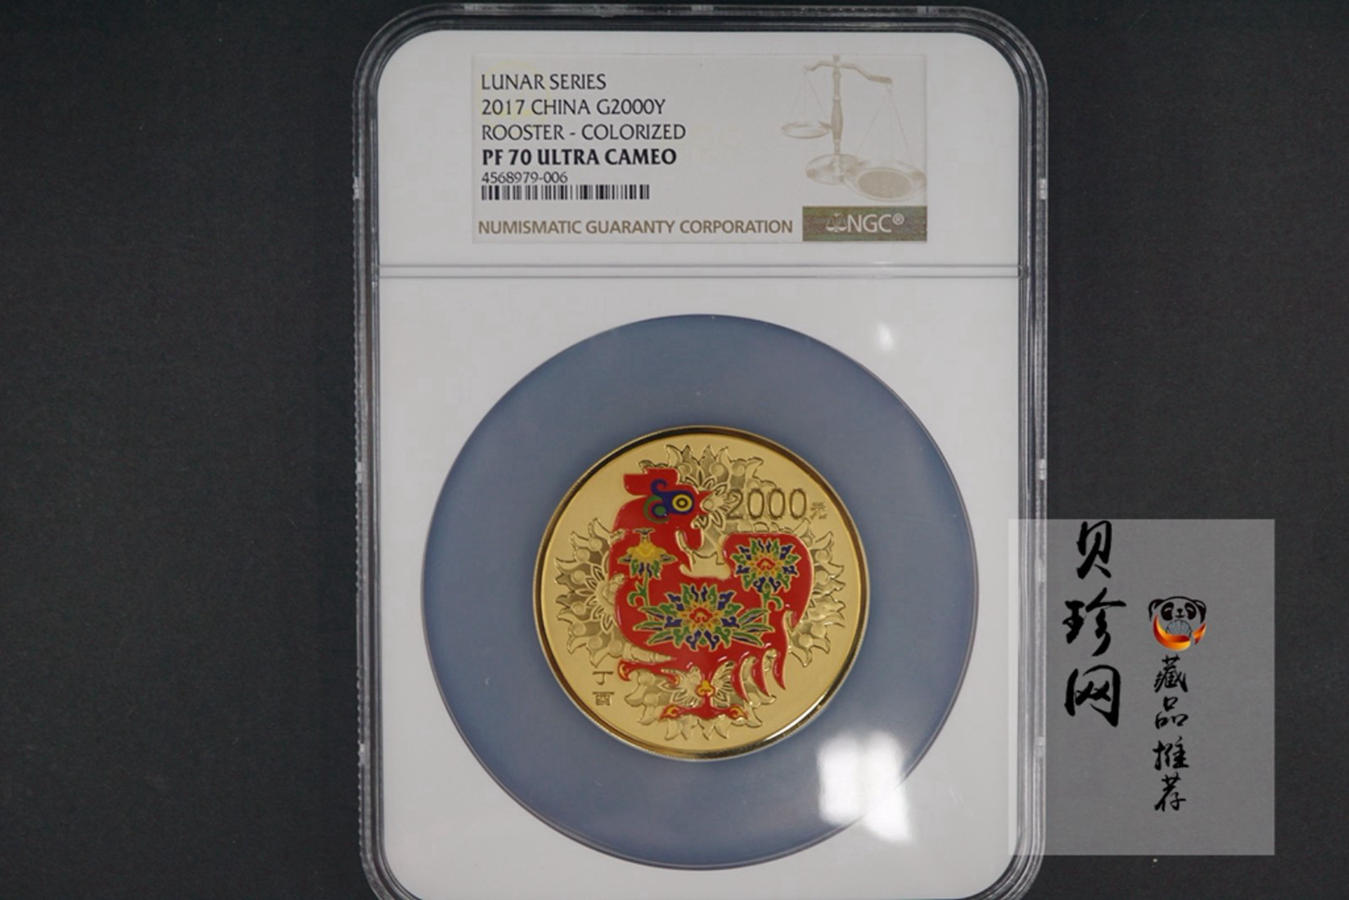 LUNAR SERIES
2017 CHINA G2000Y
ROOSTER - COLORIZED
PF 70 ULTRA CAMEO
4568979-006
NUMISMATIC GUARANTY CORPORATION
NGC®
2000元
丁酉
贝珍网
藏品推荐